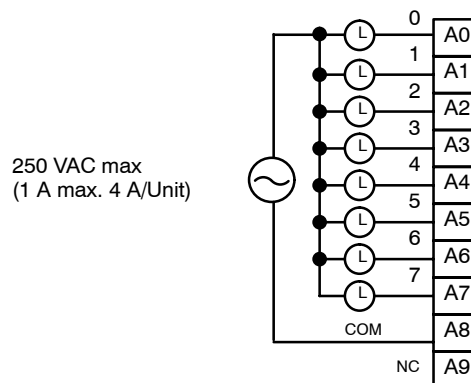 0
L A0
1
L A1
2
L A2
3
L A3
4
L A4
5
L A5
6
L A6
7
L A7
COM A8
NC A9
250 VAC max
(1 A max. 4 A/Unit)